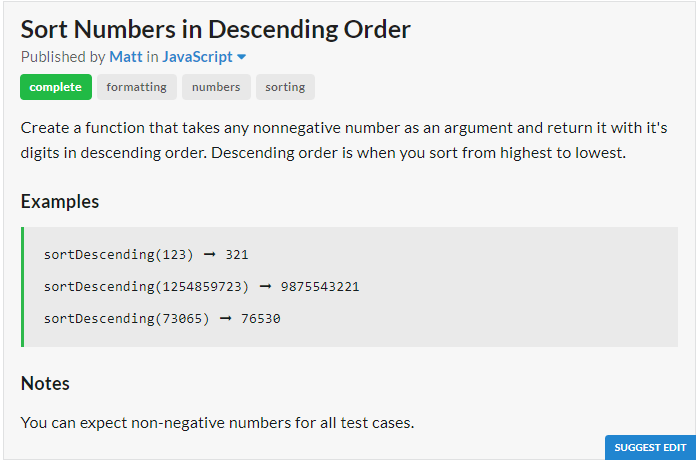 Sort Numbers in Descending Order
Published by Matt in JavaScript
complete formatting numbers sorting
Create a function that takes any nonnegative number as an argument and return it with it's
digits in descending order. Descending order is when you sort from highest to lowest.
Examples
sortDescending(123) ➞ 321
sortDescending(1254859723) ➞ 9875543221
sortDescending(73065) ➞ 76530
Notes
You can expect non-negative numbers for all test cases.
SUGGEST EDIT